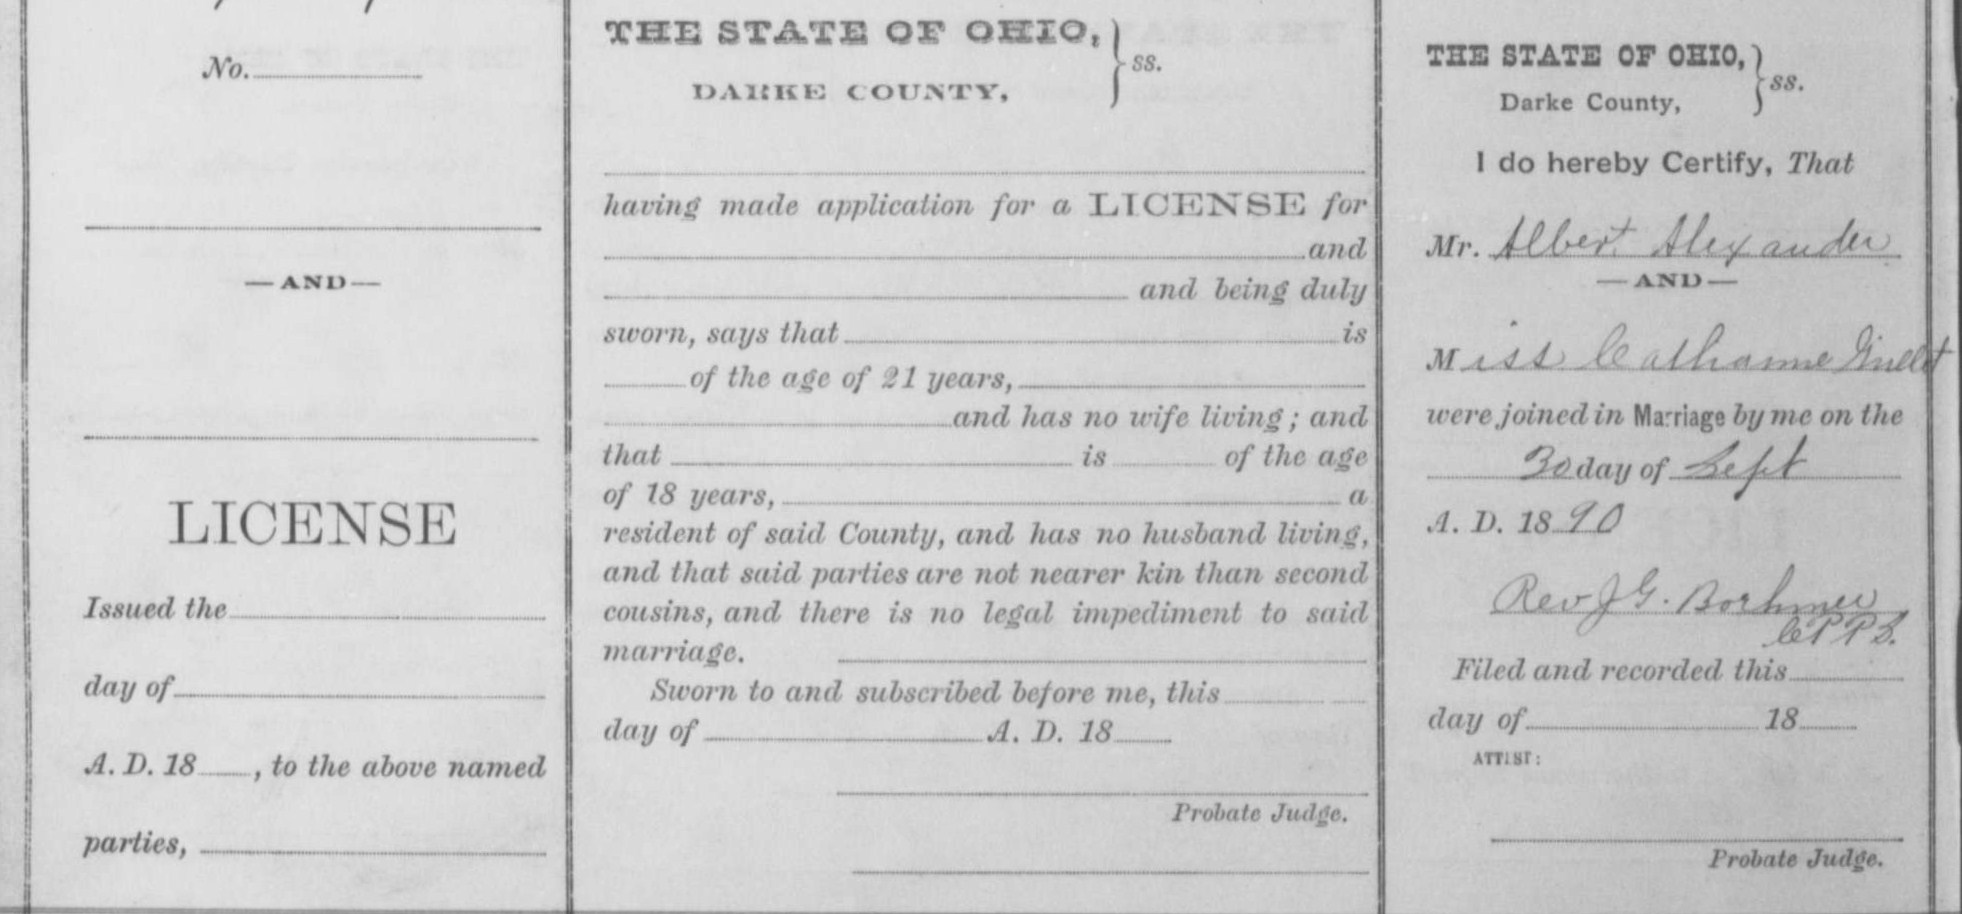 No.
— AND —
LICENSE
Issued the
day of
A. D. 18 , to the above named
parties,
THE STATE OF OHIO, } ss.
DARKE COUNTY,
having made application for a LICENSE for
and
and being duly
sworn, says that is
of the age of 21 years,
and has no wife living; and
that is of the age
of 18 years, a
resident of said County, and has no husband living,
and that said parties are not nearer kin than second
cousins, and there is no legal impediment to said
marriage.
Sworn to and subscribed before me, this
day of A. D. 18
Probate Judge.
THE STATE OF OHIO, } ss.
Darke County,
I do hereby Certify, That
Mr. Albert Alexander
— AND —
Miss Catharine
were joined in Marriage by me on the
30 day of Sept
A. D. 1890
Rev J G. Boehmer
C P P S.
Filed and recorded this
day of 18
ATTEST:
Probate Judge.